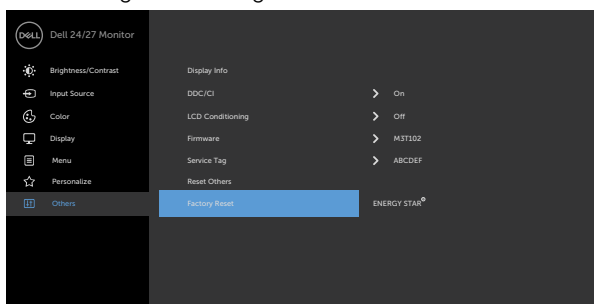 DELL Dell 24/27 Monitor
Brightness/Contrast Display Info
Input Source DDC/CI On
Color LCD Conditioning Off
Display Firmware M3T102
Menu Service Tag ABCDEF
Personalize Reset Others
Others Factory Reset ENERGY STAR®